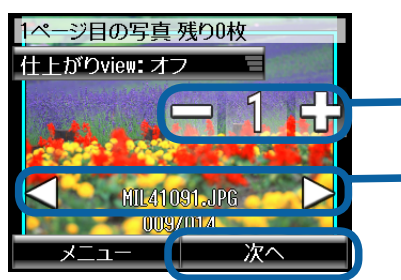 1ページ目の写真 残り0枚
仕上がりview: オフ
1
MIL41091.JPG
009/014
メニュー 次へ